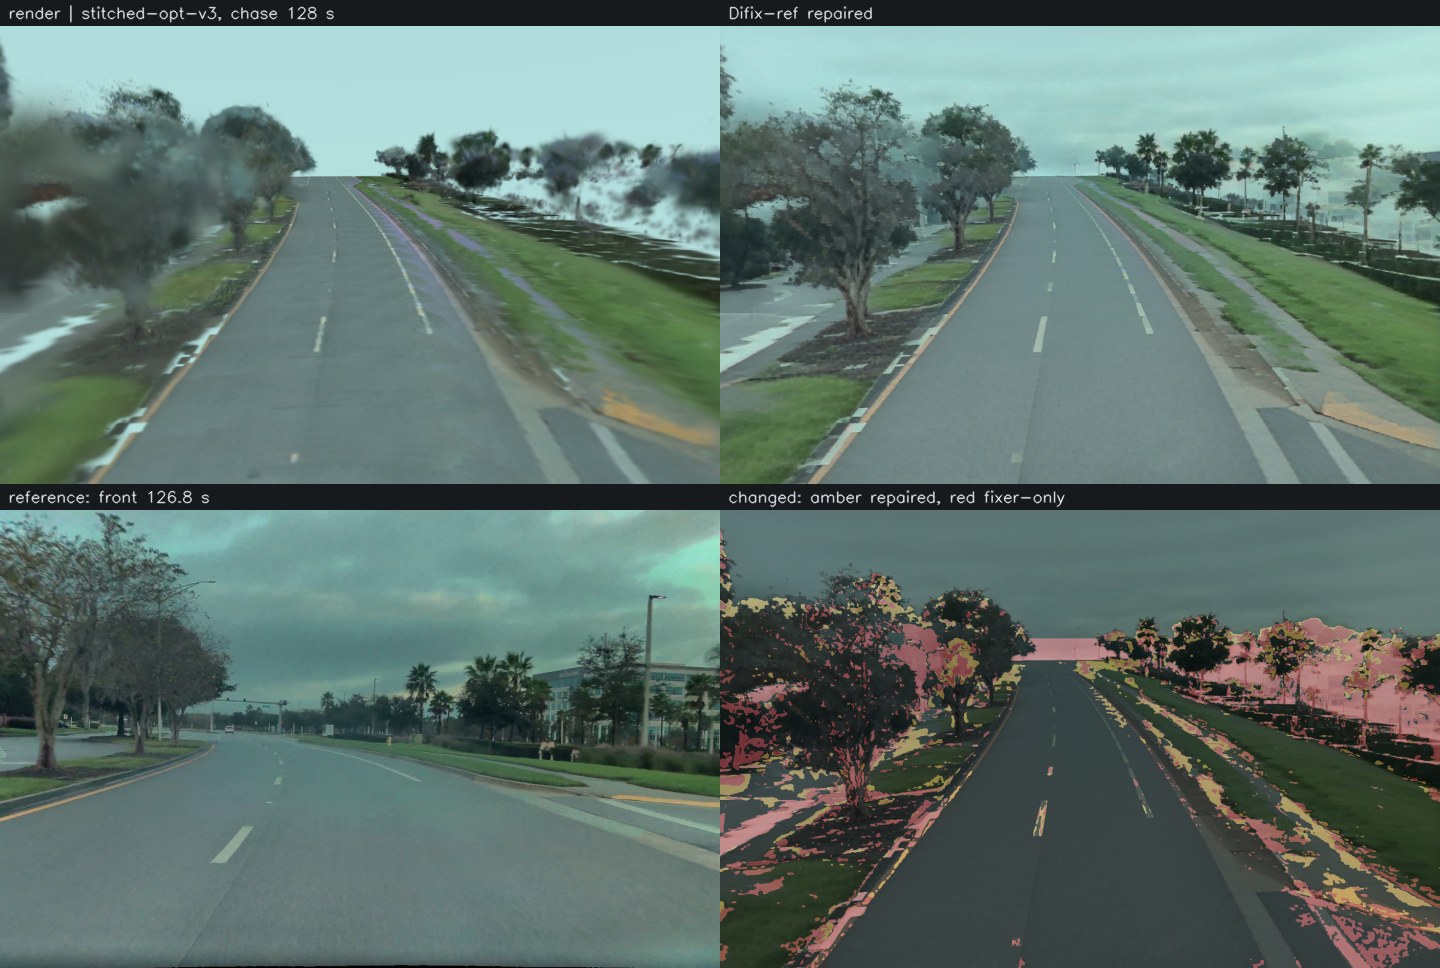 render | stitched-opt-v3, chase 128 s
Difix-ref repaired
reference: front 126.8 s
changed: amber repaired, red fixer-only